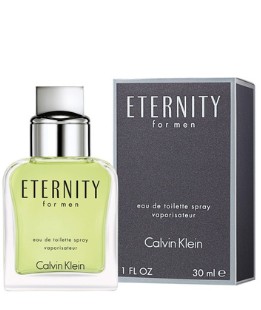 ETERNITY
for men
eau de toilette spray
vaporisateur
Calvin Klein
ETERNITY
for men
eau de toilette spray
vaporisateur
Calvin Klein
1 FL OZ 30 ml e